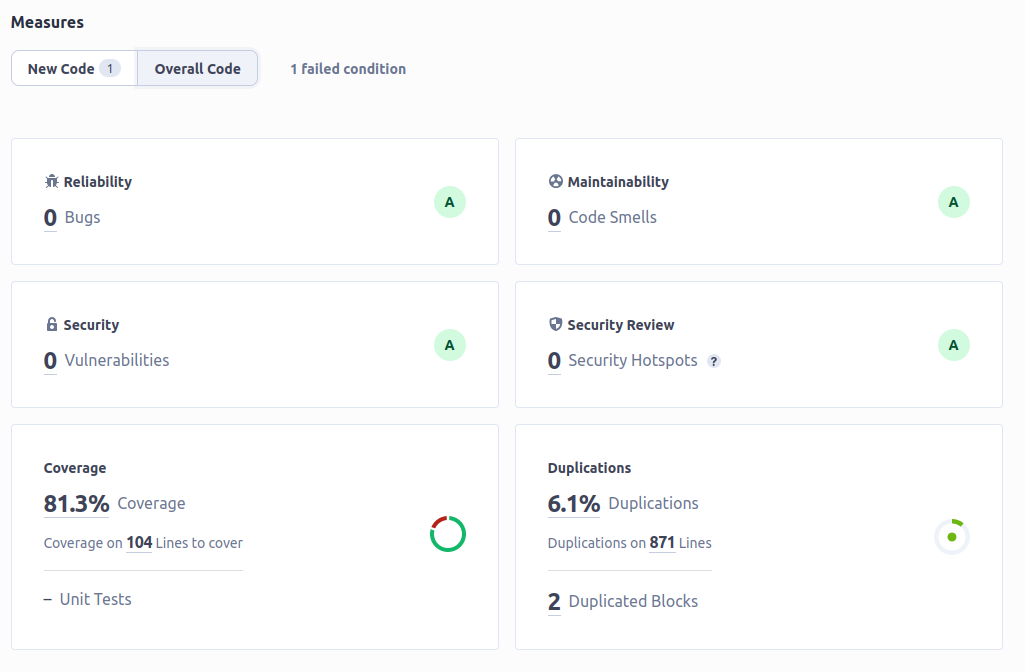 Measures
New Code 1 Overall Code 1 failed condition
Reliability
0 Bugs
A
Maintainability
0 Code Smells
A
Security
0 Vulnerabilities
A
Security Review
0 Security Hotspots ?
A
Coverage
81.3% Coverage
Coverage on 104 Lines to cover
– Unit Tests
Duplications
6.1% Duplications
Duplications on 871 Lines
2 Duplicated Blocks